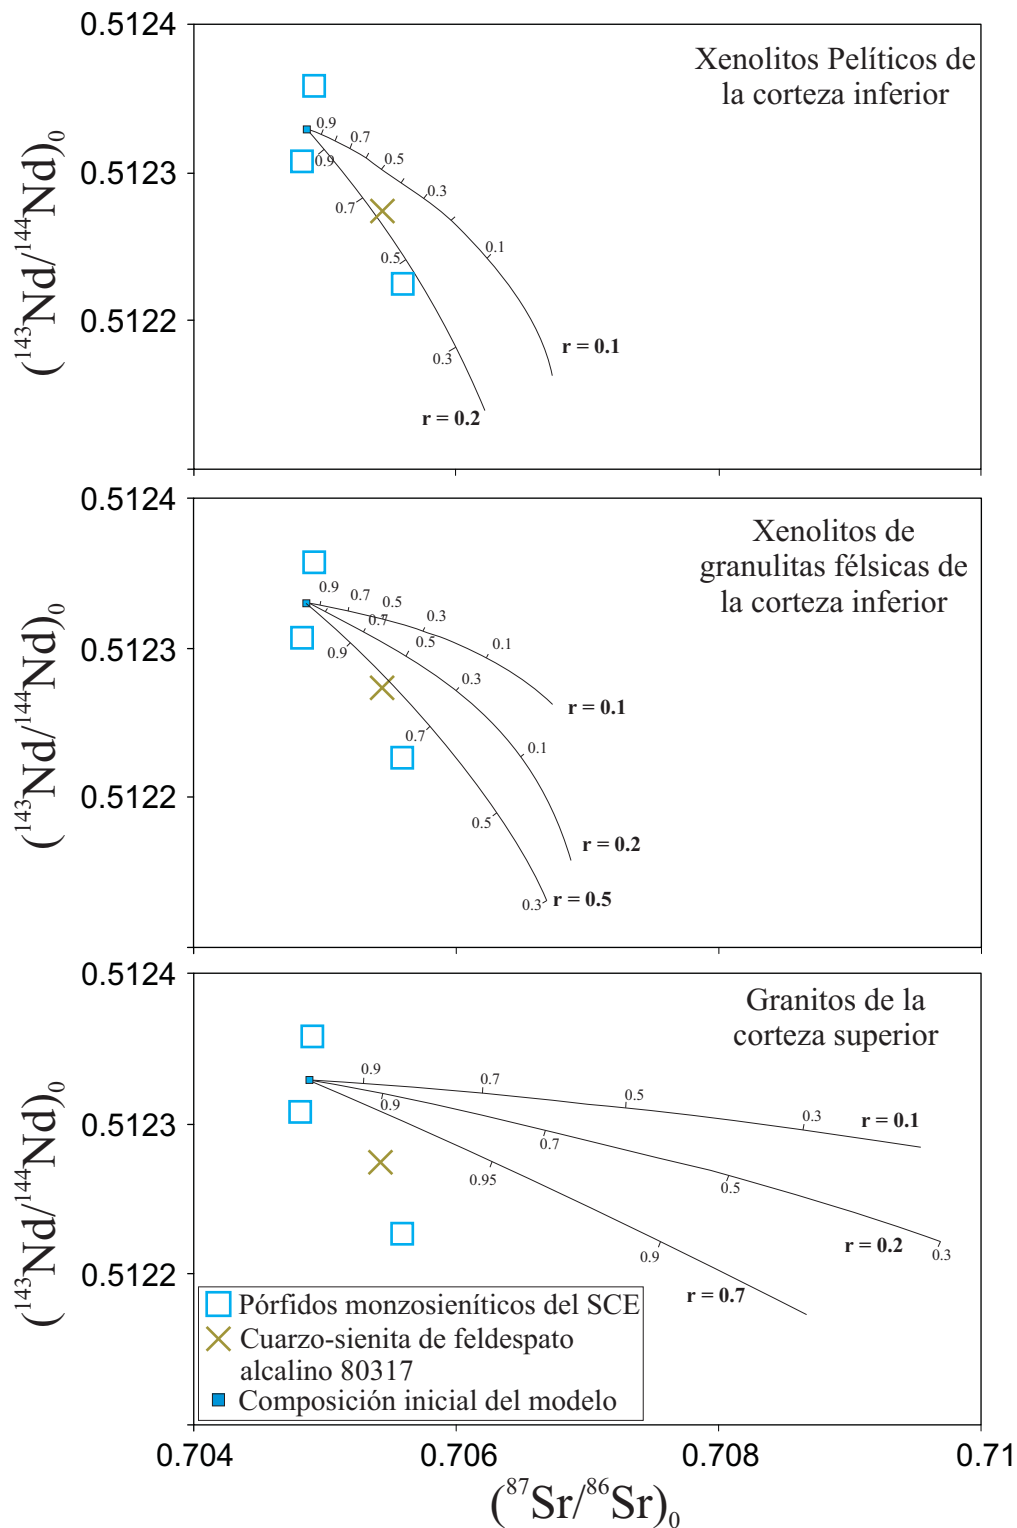 0.5124
Xenolitos Pelíticos de
la corteza inferior
0.9
0.7
0.5
0.9
0.5123
0.3
0.7
0.1
0.5
0.5122
r = 0.1
0.3
r = 0.2
(143Nd/144Nd)0
0.5124
Xenolitos de
granulitas félsicas de
la corteza inferior
0.9
0.7
0.5
0.3
0.7
0.1
0.5
0.9
0.5123
0.3
r = 0.1
0.7
0.1
0.5122
0.5
r = 0.2
0.3
r = 0.5
(143Nd/144Nd)0
0.5124
Granitos de la
corteza superior
0.9
0.7
0.5
0.3
r = 0.1
0.9
0.5123
0.7
0.95
0.5
r = 0.2
0.3
0.9
0.5122
r = 0.7
(143Nd/144Nd)0
Pórfidos monzosieníticos del SCE
Cuarzo-sienita de feldespato
alcalino 80317
Composición inicial del modelo
0.704
0.706
0.708
0.71
(87Sr/86Sr)0